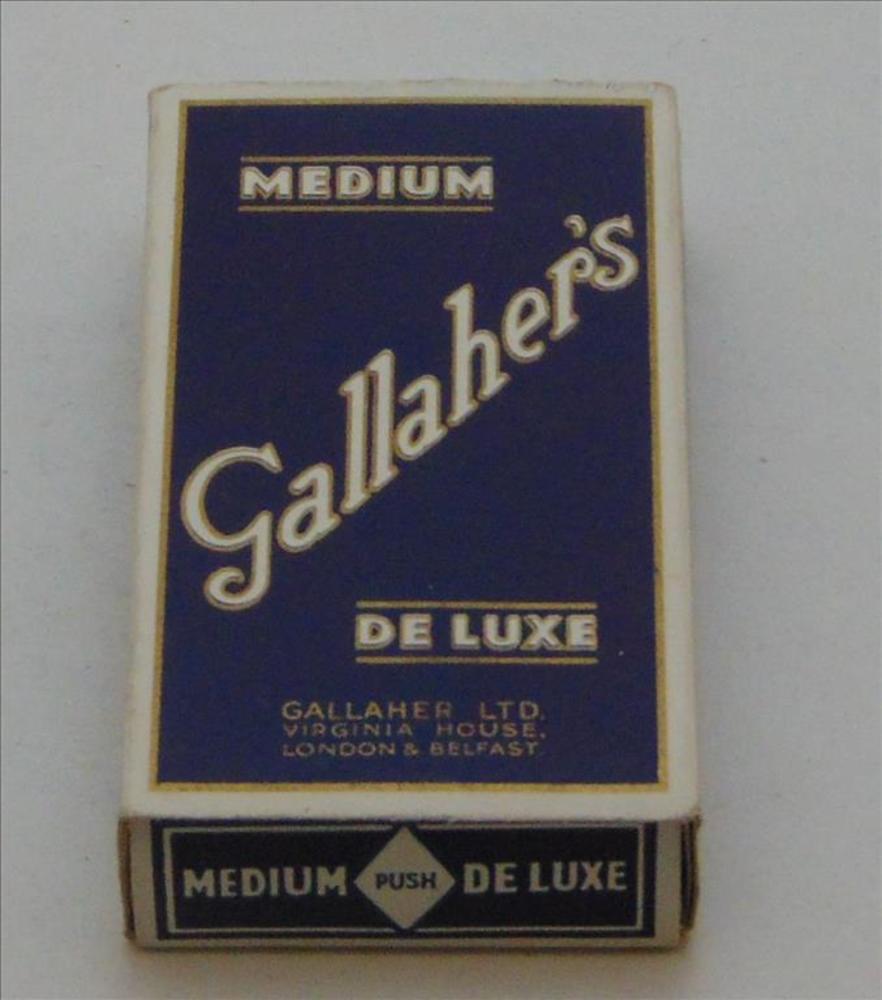 MEDIUM
Gallaher's
DE LUXE
GALLAHER LTD.
VIRGINIA HOUSE.
LONDON & BELFAST.
MEDIUM PUSH DE LUXE